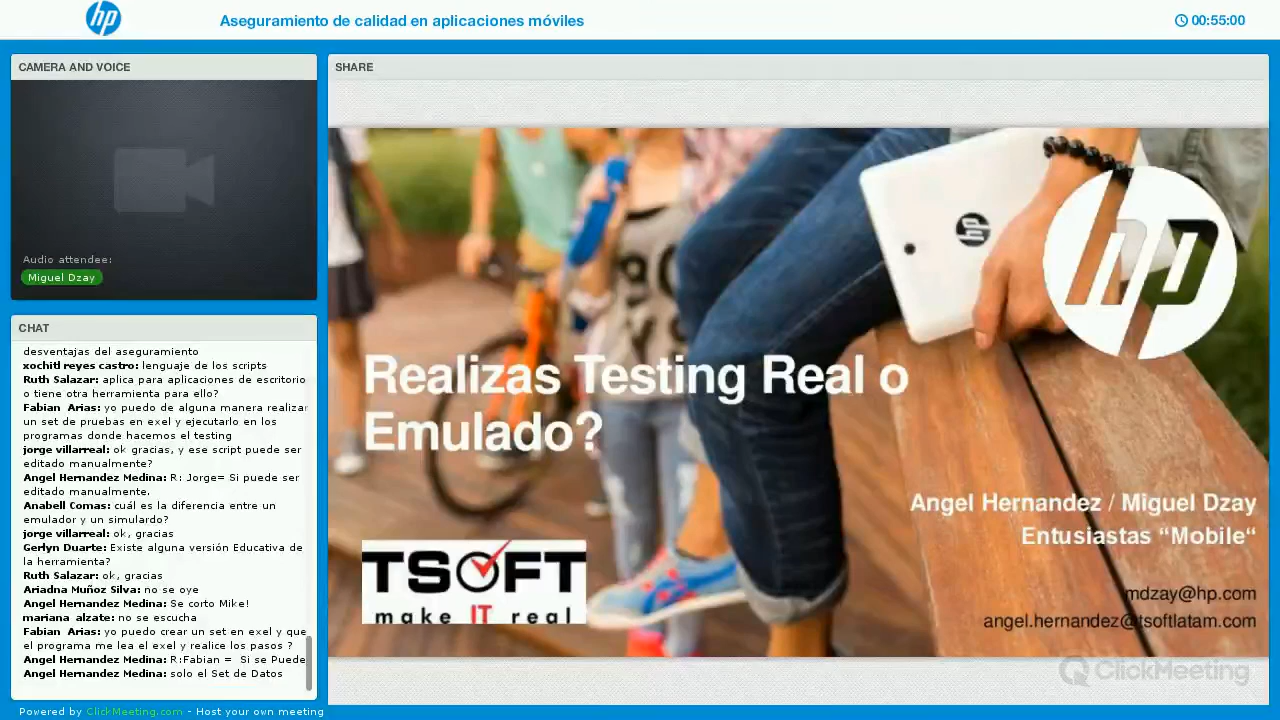 hp
Aseguramiento de calidad en aplicaciones móviles
00:55:00
CAMERA AND VOICE
Audio attendee:
Miguel Dzay
CHAT
desventajas del aseguramiento
xochitl reyes castro: lenguaje de los scripts
Ruth Salazar: aplica para aplicaciones de escritorio
o tiene otra herramienta para ello?
Fabian Arias: yo puedo de alguna manera realizar
un set de pruebas en exel y ejecutarlo en los
programas donde hacemos el testing
jorge villarreal: ok gracias, y ese script puede ser
editado manualmente?
Angel Hernandez Medina: R: Jorge= Si puede ser
editado manualmente.
Anabell Comas: cuál es la diferencia entre un
emulador y un simulardo?
jorge villarreal: ok, gracias
Gerlyn Duarte: Existe alguna versión Educativa de
la herramienta?
Ruth Salazar: ok, gracias
Ariadna Muñoz Silva: no se oye
Angel Hernandez Medina: Se corto Mike!
mariana alzate: no se escucha
Fabian Arias: yo puedo crear un set en exel y que
el programa me lea el exel y realice los pasos ?
Angel Hernandez Medina: R:Fabian = Si se Puede
Angel Hernandez Medina: solo el Set de Datos
SHARE
hp
hp
Realizas Testing Real o
Emulado?
Angel Hernandez / Miguel Dzay
Entusiastas “Mobile“
mdzay@hp.com
angel.hernandez@tsoftlatam.com
TSOFT
make IT real
ClickMeeting
Powered by ClickMeeting.com - Host your own meeting